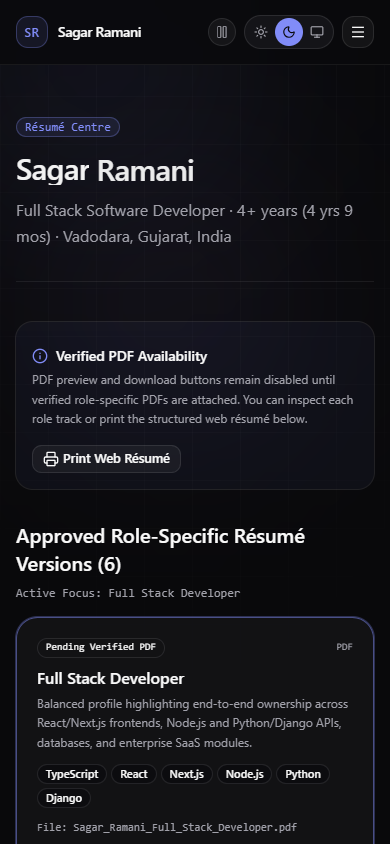 SR
Sagar Ramani
Résumé Centre
Sagar Ramani
Full Stack Software Developer · 4+ years (4 yrs 9
mos) · Vadodara, Gujarat, India
Verified PDF Availability
PDF preview and download buttons remain disabled until
verified role-specific PDFs are attached. You can inspect each
role track or print the structured web résumé below.
Print Web Résumé
Approved Role-Specific Résumé
Versions (6)
Active Focus: Full Stack Developer
Pending Verified PDF
PDF
Full Stack Developer
Balanced profile highlighting end-to-end ownership across
React/Next.js frontends, Node.js and Python/Django APIs,
databases, and enterprise SaaS modules.
TypeScript React Next.js Node.js Python
Django
File: Sagar_Ramani_Full_Stack_Developer.pdf